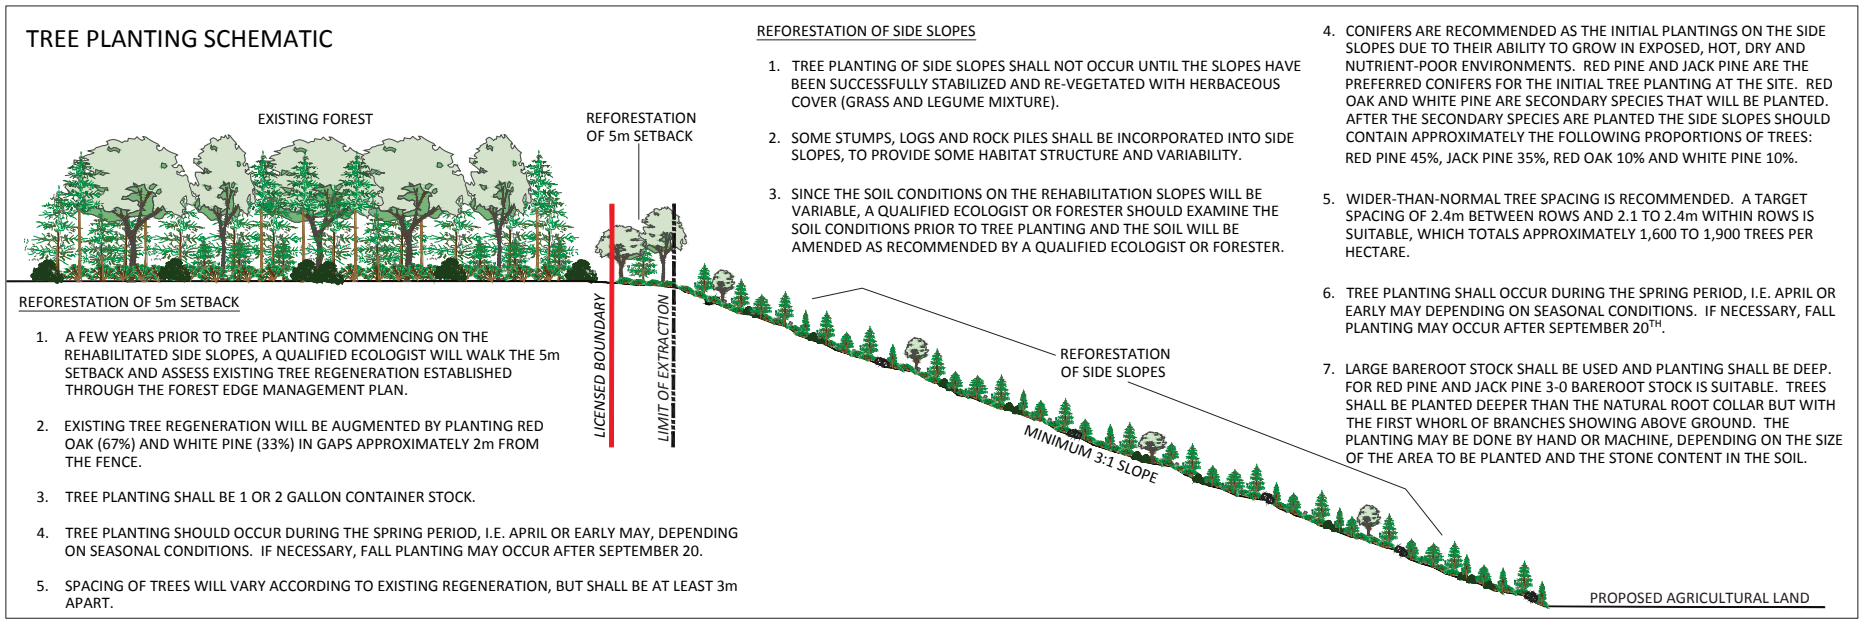 TREE PLANTING SCHEMATIC
EXISTING FOREST
REFORESTATION
OF 5m SETBACK
LICENSED BOUNDARY
LIMIT OF EXTRACTION
REFORESTATION OF 5m SETBACK
1. A FEW YEARS PRIOR TO TREE PLANTING COMMENCING ON THE
REHABILITATED SIDE SLOPES, A QUALIFIED ECOLOGIST WILL WALK THE 5m
SETBACK AND ASSESS EXISTING TREE REGENERATION ESTABLISHED
THROUGH THE FOREST EDGE MANAGEMENT PLAN.
2. EXISTING TREE REGENERATION WILL BE AUGMENTED BY PLANTING RED
OAK (67%) AND WHITE PINE (33%) IN GAPS APPROXIMATELY 2m FROM
THE FENCE.
3. TREE PLANTING SHALL BE 1 OR 2 GALLON CONTAINER STOCK.
4. TREE PLANTING SHOULD OCCUR DURING THE SPRING PERIOD, I.E. APRIL OR EARLY MAY, DEPENDING
ON SEASONAL CONDITIONS. IF NECESSARY, FALL PLANTING MAY OCCUR AFTER SEPTEMBER 20.
5. SPACING OF TREES WILL VARY ACCORDING TO EXISTING REGENERATION, BUT SHALL BE AT LEAST 3m
APART.
REFORESTATION OF SIDE SLOPES
1. TREE PLANTING OF SIDE SLOPES SHALL NOT OCCUR UNTIL THE SLOPES HAVE
BEEN SUCCESSFULLY STABILIZED AND RE-VEGETATED WITH HERBACEOUS
COVER (GRASS AND LEGUME MIXTURE).
2. SOME STUMPS, LOGS AND ROCK PILES SHALL BE INCORPORATED INTO SIDE
SLOPES, TO PROVIDE SOME HABITAT STRUCTURE AND VARIABILITY.
3. SINCE THE SOIL CONDITIONS ON THE REHABILITATION SLOPES WILL BE
VARIABLE, A QUALIFIED ECOLOGIST OR FORESTER SHOULD EXAMINE THE
SOIL CONDITIONS PRIOR TO TREE PLANTING AND THE SOIL WILL BE
AMENDED AS RECOMMENDED BY A QUALIFIED ECOLOGIST OR FORESTER.
4. CONIFERS ARE RECOMMENDED AS THE INITIAL PLANTINGS ON THE SIDE
SLOPES DUE TO THEIR ABILITY TO GROW IN EXPOSED, HOT, DRY AND
NUTRIENT-POOR ENVIRONMENTS. RED PINE AND JACK PINE ARE THE
PREFERRED CONIFERS FOR THE INITIAL TREE PLANTING AT THE SITE. RED
OAK AND WHITE PINE ARE SECONDARY SPECIES THAT WILL BE PLANTED.
AFTER THE SECONDARY SPECIES ARE PLANTED THE SIDE SLOPES SHOULD
CONTAIN APPROXIMATELY THE FOLLOWING PROPORTIONS OF TREES:
RED PINE 45%, JACK PINE 35%, RED OAK 10% AND WHITE PINE 10%.
5. WIDER-THAN-NORMAL TREE SPACING IS RECOMMENDED. A TARGET
SPACING OF 2.4m BETWEEN ROWS AND 2.1 TO 2.4m WITHIN ROWS IS
SUITABLE, WHICH TOTALS APPROXIMATELY 1,600 TO 1,900 TREES PER
HECTARE.
6. TREE PLANTING SHALL OCCUR DURING THE SPRING PERIOD, I.E. APRIL OR
EARLY MAY DEPENDING ON SEASONAL CONDITIONS. IF NECESSARY, FALL
PLANTING MAY OCCUR AFTER SEPTEMBER 20TH.
7. LARGE BAREROOT STOCK SHALL BE USED AND PLANTING SHALL BE DEEP.
FOR RED PINE AND JACK PINE 3-0 BAREROOT STOCK IS SUITABLE. TREES
SHALL BE PLANTED DEEPER THAN THE NATURAL ROOT COLLAR BUT WITH
THE FIRST WHORL OF BRANCHES SHOWING ABOVE GROUND. THE
PLANTING MAY BE DONE BY HAND OR MACHINE, DEPENDING ON THE SIZE
OF THE AREA TO BE PLANTED AND THE STONE CONTENT IN THE SOIL.
REFORESTATION
OF SIDE SLOPES
MINIMUM 3:1 SLOPE
PROPOSED AGRICULTURAL LAND